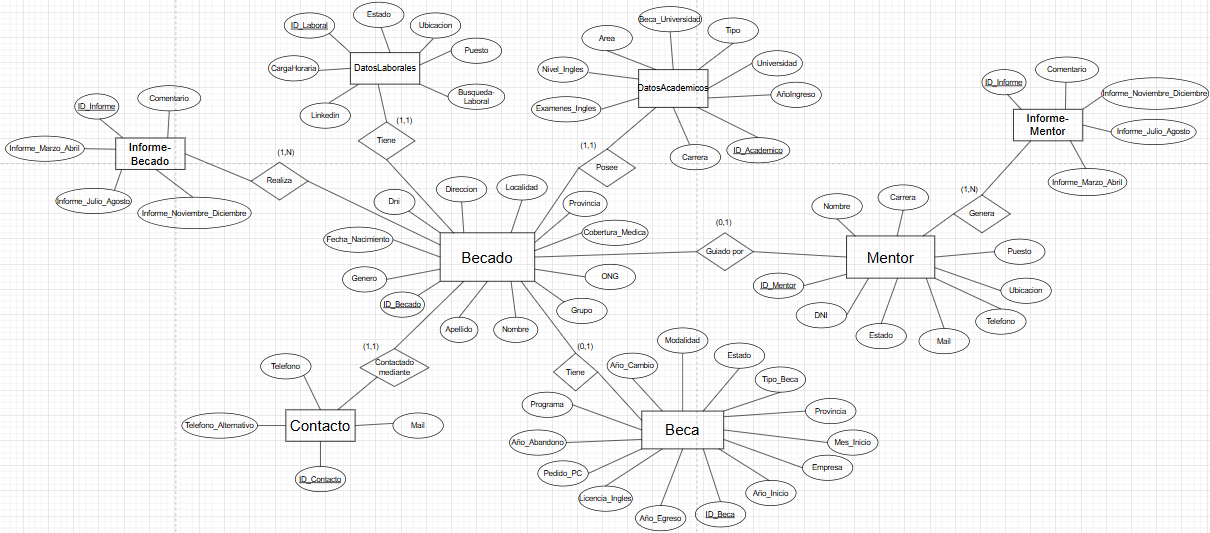 Estado
ID_Laboral
Ubicacion
Puesto
CargaHoraria
DatosLaborales
Busqueda-
Laboral
Linkedin
(1,1)
Tiene
Beca_Universidad
Area
Tipo
Nivel_Ingles
Universidad
DatosAcademicos
AñoIngreso
Examenes_Ingles
Carrera
ID_Academico
(1,1)
Posee
ID_Informe
Comentario
Informe_Marzo_Abril
Informe-
Becado
Informe_Julio_Agosto
Informe_Noviembre_Diciembre
(1,N)
Realiza
Comentario
ID_Informe
Informe_Noviembre_Diciembre
Informe-
Mentor
Informe_Julio_Agosto
Informe_Marzo_Abril
(1,N)
Genera
Dni
Direccion
Localidad
Provincia
Fecha_Nacimiento
Cobertura_Medica
Becado
Genero
ONG
ID_Becado
Grupo
Apellido
Nombre
(0,1)
Guiado por
Nombre
Carrera
Mentor
Puesto
ID_Mentor
Ubicacion
DNI
Telefono
Estado
Mail
(1,1)
Contactado
mediante
Telefono
Telefono_Alternativo
Contacto
Mail
ID_Contacto
(0,1)
Tiene
Modalidad
Año_Cambio
Estado
Tipo_Beca
Programa
Provincia
Beca
Año_Abandono
Mes_Inicio
Pedido_PC
Empresa
Licencia_Ingles
Año_Inicio
Año_Egreso
ID_Beca